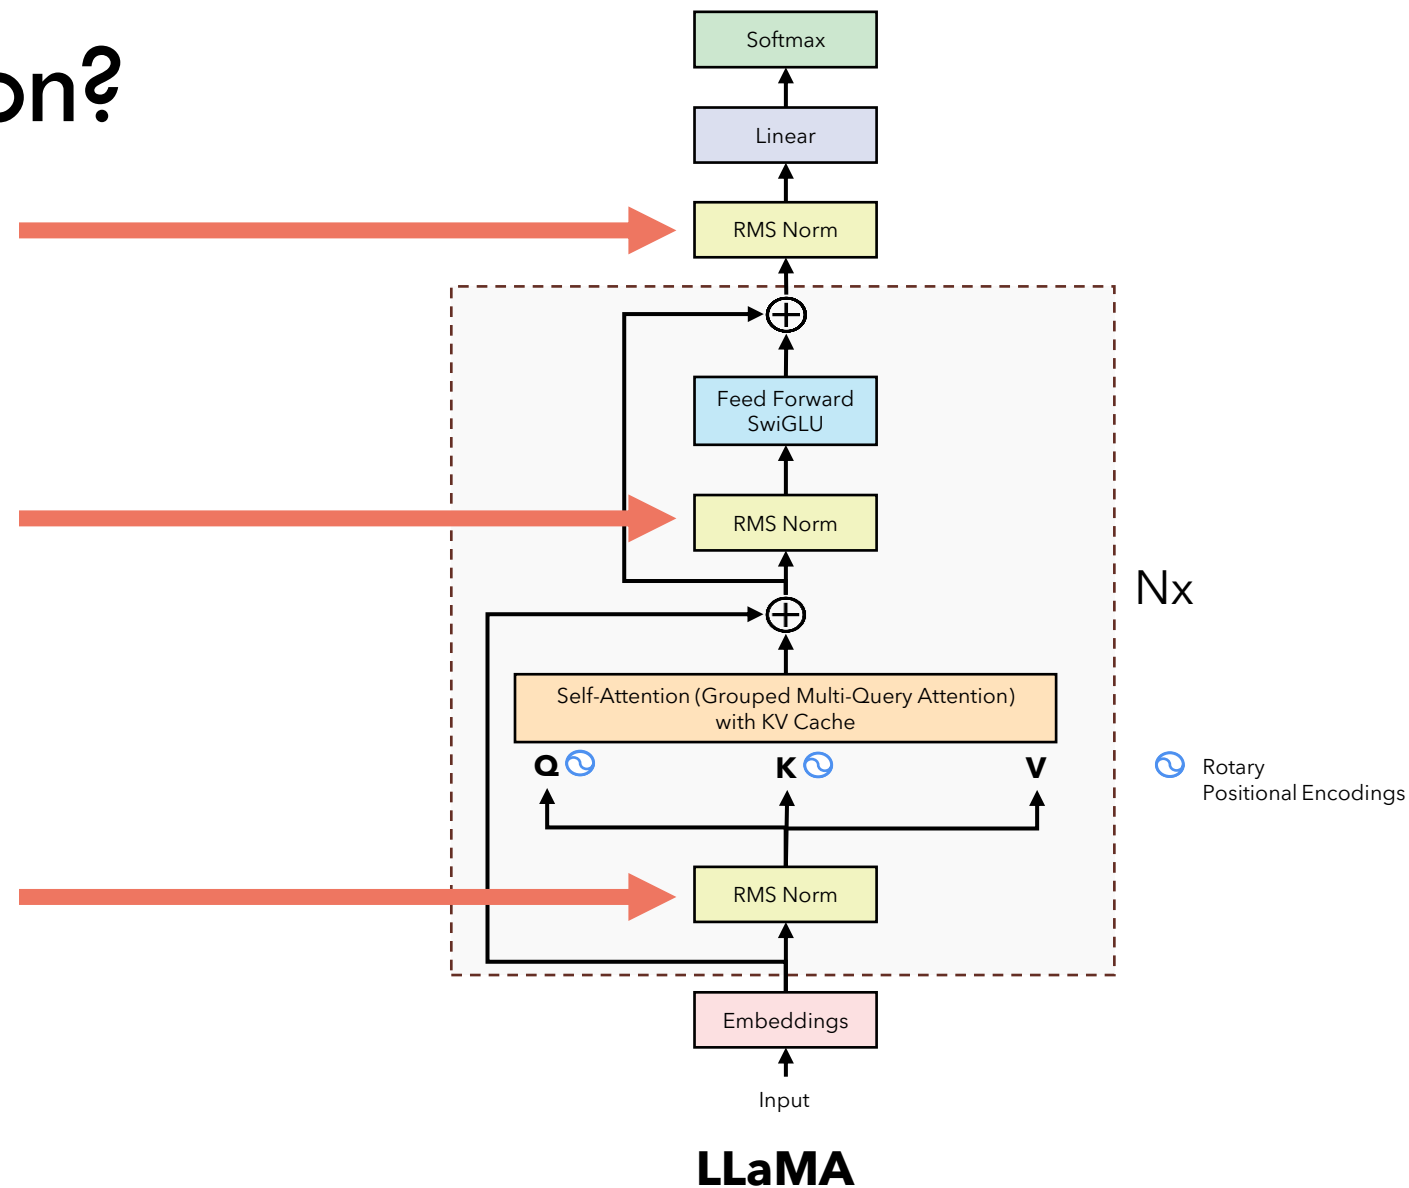 on?
Softmax
Linear
RMS Norm
Feed Forward
SwiGLU
RMS Norm
Nx
Self-Attention (Grouped Multi-Query Attention)
with KV Cache
Q
K
V
Rotary
Positional Encodings
RMS Norm
Embeddings
Input
LLaMA